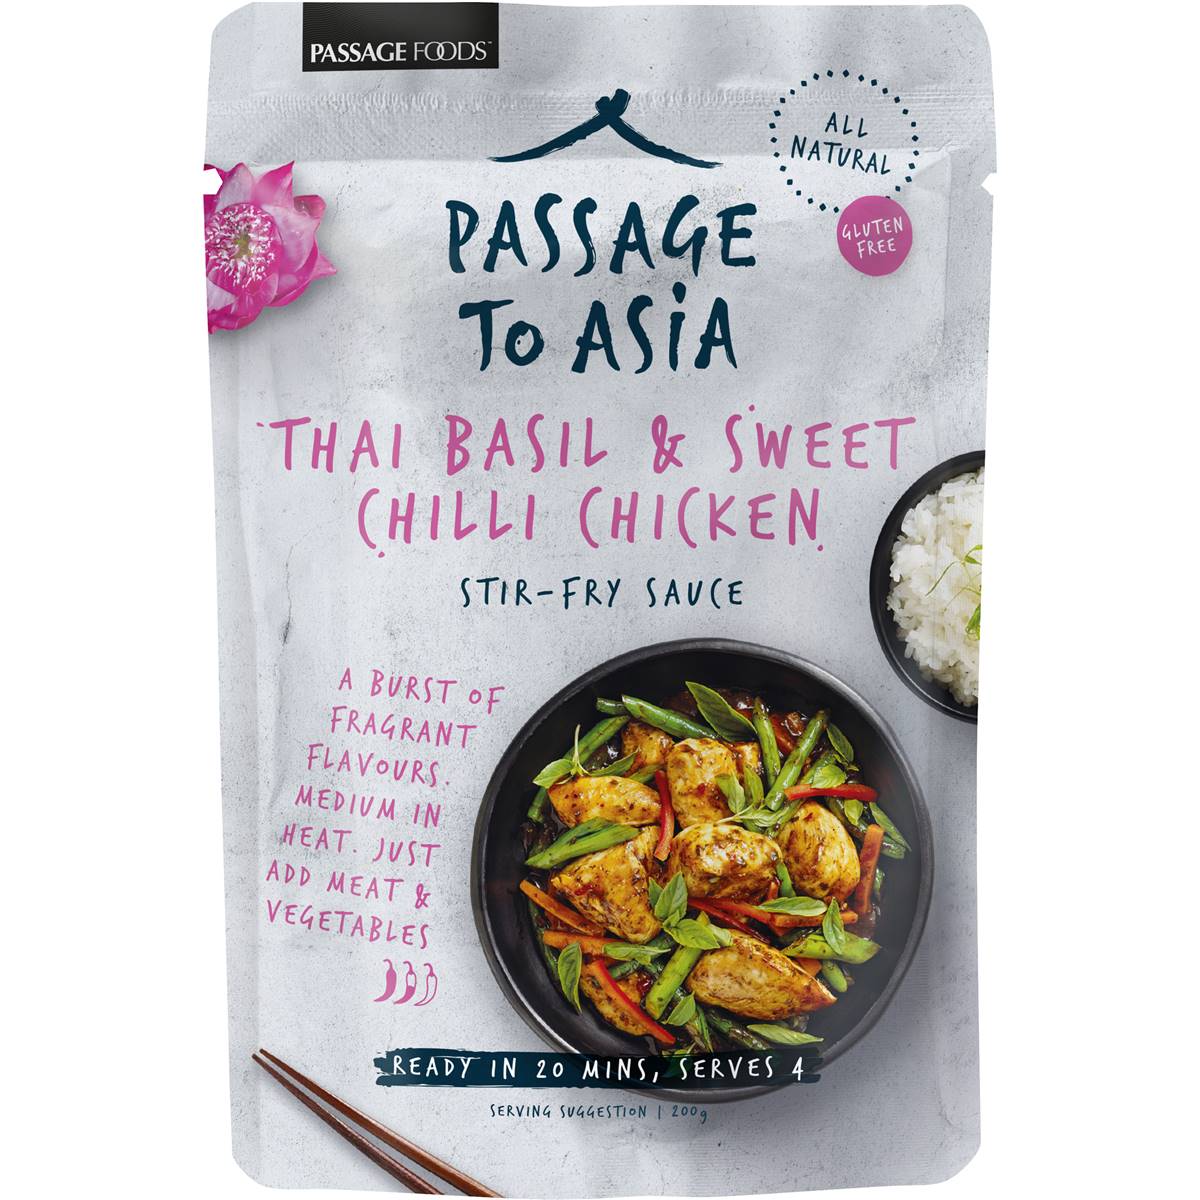 PASSAGE FOODS™
ALL
NATURAL
GLUTEN
FREE
PASSAGE
TO ASiA
THAI BASIL & SWEET
CHILLI CHICKEN
STIR-FRY SAUCE
A BURST OF
FRAGRANT
FLAVOURS.
MEDIUM IN
HEAT. JUST
ADD MEAT &
VEGETABLES
READY IN 20 MINS, SERVES 4
SERVING SUGGESTION | 200g